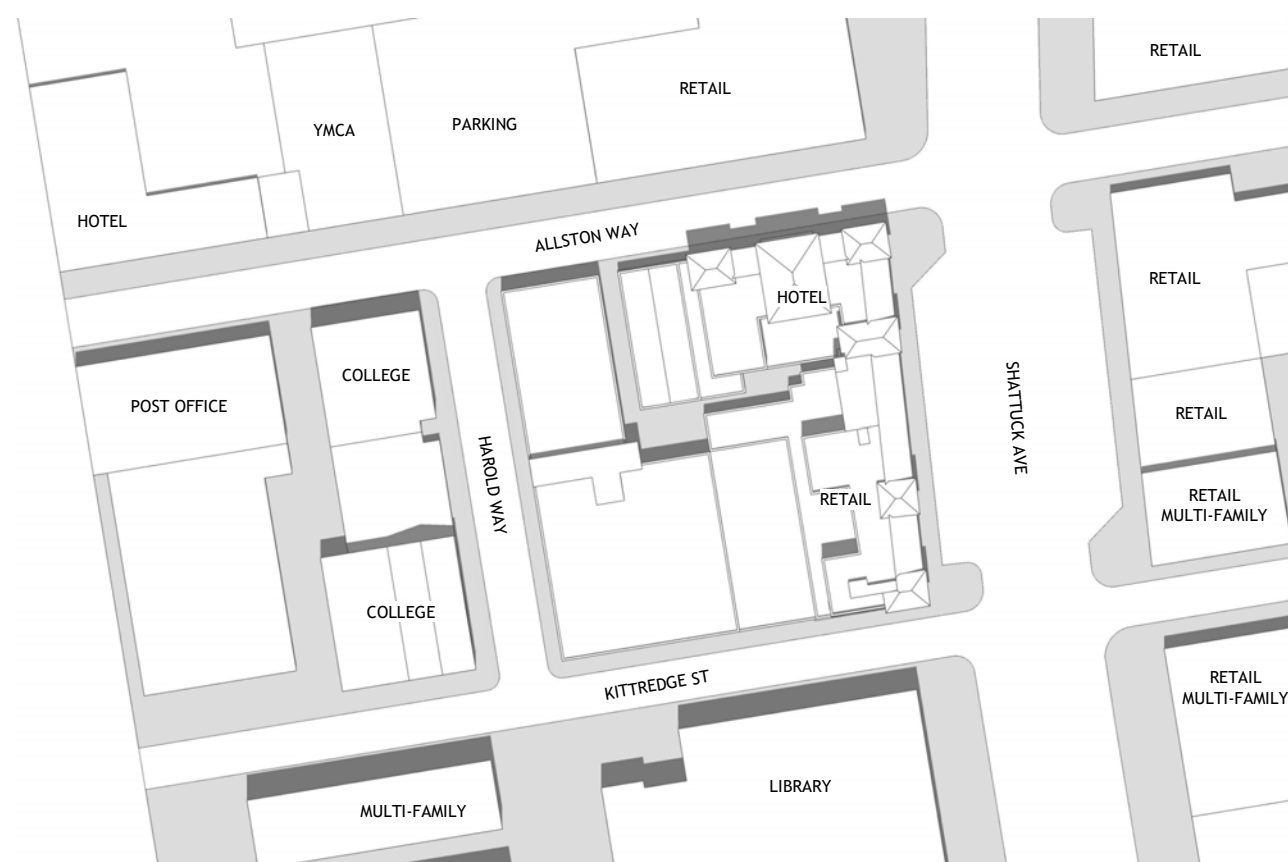 RETAIL
RETAIL
YMCA
PARKING
HOTEL
ALLSTON WAY
RETAIL
HOTEL
COLLEGE
POST OFFICE
SHATTUCK AVE
RETAIL
HAROLD WAY
RETAIL
RETAIL
MULTI-FAMILY
COLLEGE
KITTREDGE ST
RETAIL
MULTI-FAMILY
LIBRARY
MULTI-FAMILY